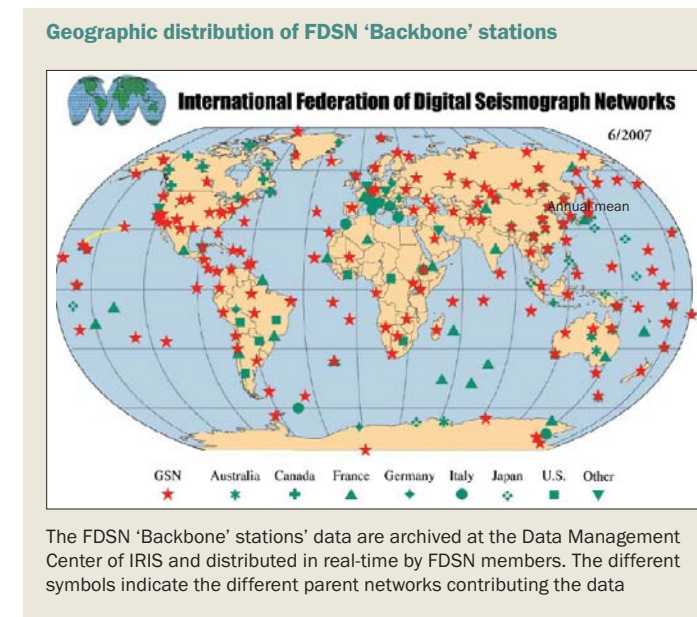 Geographic distribution of FDSN ‘Backbone’ stations
International Federation of Digital Seismograph Networks
6/2007
Annual mean
GSN Australia Canada France Germany Italy Japan U.S. Other
The FDSN ‘Backbone’ stations’ data are archived at the Data Management
Center of IRIS and distributed in real-time by FDSN members. The different
symbols indicate the different parent networks contributing the data